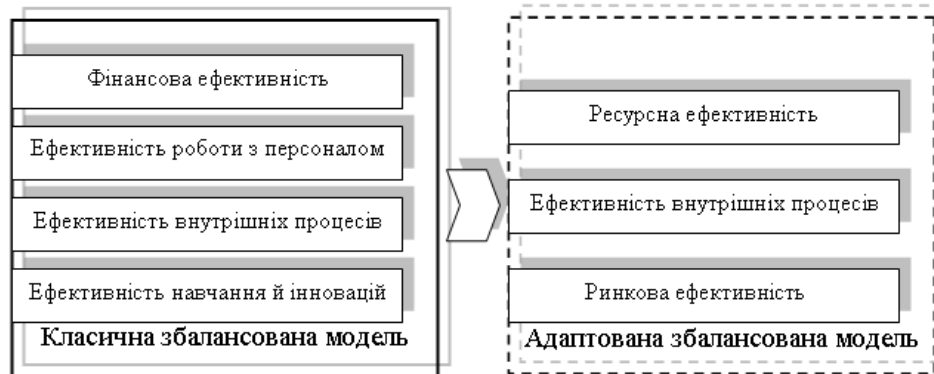 Фінансова ефективність
Ефективність роботи з персоналом
Ефективність внутрішніх процесів
Ефективність навчання й інновацій
Класична збалансована модель
Ресурсна ефективність
Ефективність внутрішніх процесів
Ринкова ефективність
Адаптована збалансована модель